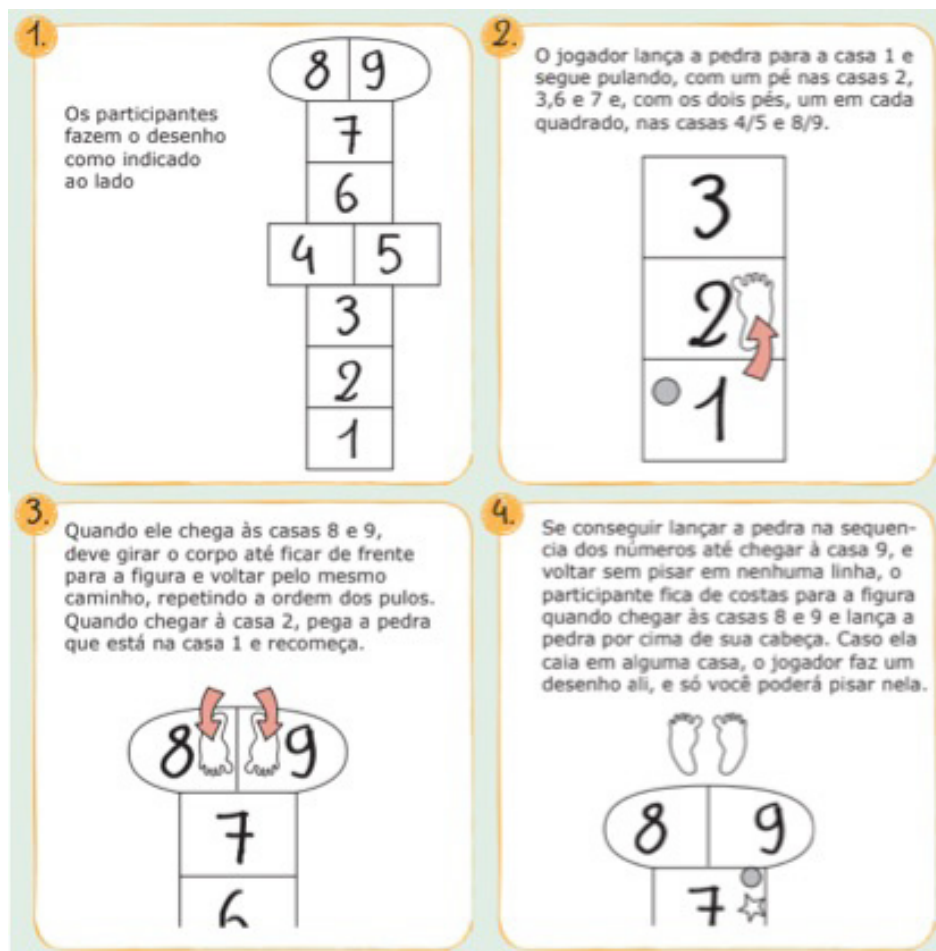 1.
Os participantes
fazem o desenho
como indicado
ao lado
8 9
7
6
4 5
3
2
1
2.
O jogador lança a pedra para a casa 1 e
segue pulando, com um pé nas casas 2,
3,6 e 7 e, com os dois pés, um em cada
quadrado, nas casas 4/5 e 8/9.
3
2
1
3.
Quando ele chega às casas 8 e 9,
deve girar o corpo até ficar de frente
para a figura e voltar pelo mesmo
caminho, repetindo a ordem dos pulos.
Quando chegar à casa 2, pega a pedra
que está na casa 1 e recomeça.
8 9
7
6
4.
Se conseguir lançar a pedra na sequen-
cia dos números até chegar à casa 9, e
voltar sem pisar em nenhuma linha, o
participante fica de costas para a figura
quando chegar às casas 8 e 9 e lança a
pedra por cima de sua cabeça. Caso ela
caia em alguma casa, o jogador faz um
desenho ali, e só você poderá pisar nela.
8 9
7